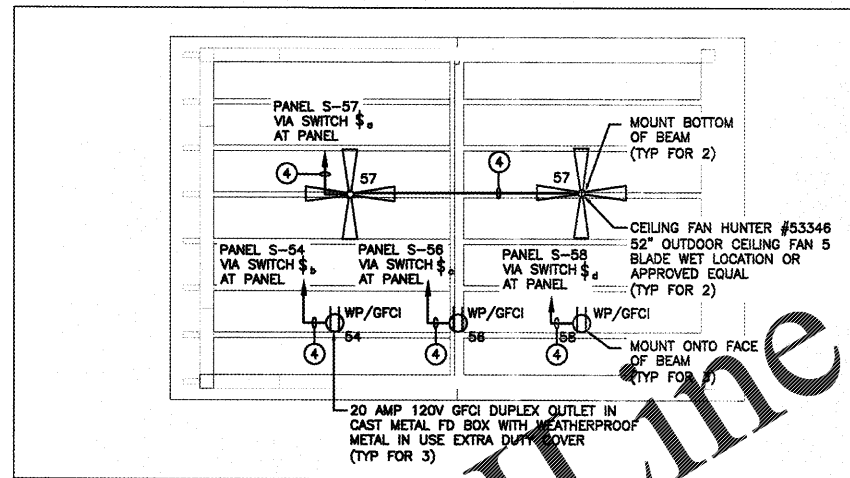 PANEL S-57
VIA SWITCH $a
AT PANEL
MOUNT BOTTOM
OF BEAM
(TYP FOR 2)
4
4
57
57
CEILING FAN HUNTER #53346
52" OUTDOOR CEILING FAN 5
BLADE WET LOCATION OR
APPROVED EQUAL
(TYP FOR 2)
PANEL S-54
VIA SWITCH $b
AT PANEL
PANEL S-56
VIA SWITCH $c
AT PANEL
PANEL S-58
VIA SWITCH $d
AT PANEL
WP/GFCI
WP/GFCI
WP/GFCI
54
56
58
4
4
4
MOUNT ONTO FACE
OF BEAM
(TYP FOR 3)
20 AMP 120V GFCI DUPLEX OUTLET IN
CAST METAL FD BOX WITH WEATHERPROOF
METAL IN USE EXTRA DUTY COVER
(TYP FOR 3)
Line